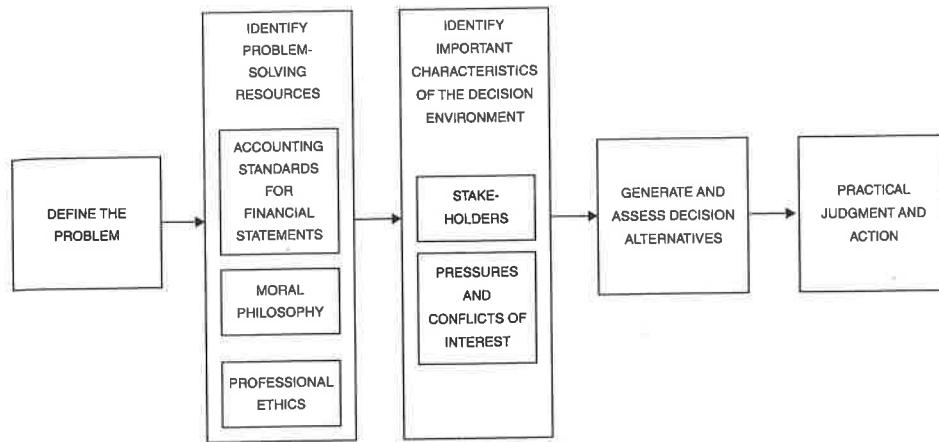 DEFINE THE
PROBLEM
IDENTIFY
PROBLEM-
SOLVING
RESOURCES
ACCOUNTING
STANDARDS
FOR
FINANCIAL
STATEMENTS
MORAL
PHILOSOPHY
PROFESSIONAL
ETHICS
IDENTIFY
IMPORTANT
CHARACTERISTICS
OF THE DECISION
ENVIRONMENT
STAKE-
HOLDERS
PRESSURES
AND
CONFLICTS OF
INTEREST
GENERATE AND
ASSESS DECISION
ALTERNATIVES
PRACTICAL
JUDGMENT AND
ACTION